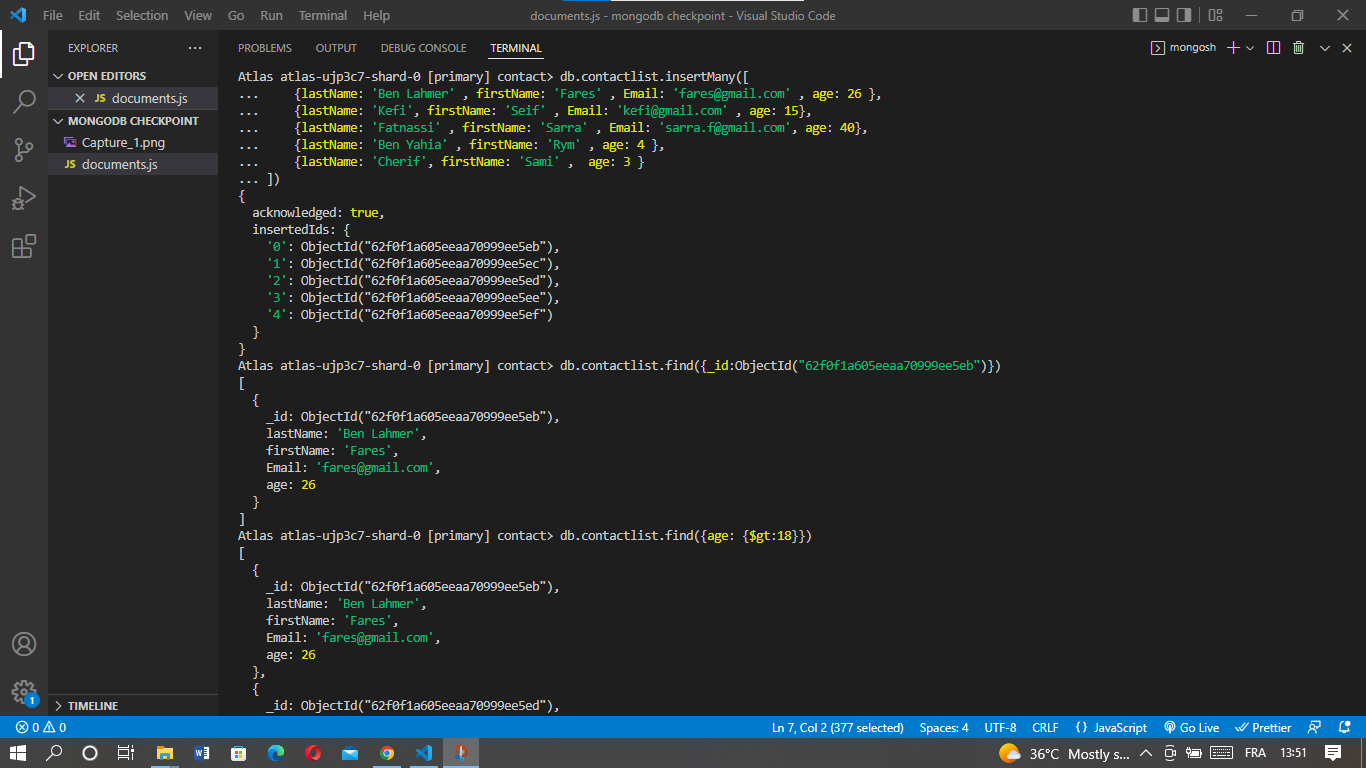 File Edit Selection View Go Run Terminal Help
documents.js - mongodb checkpoint - Visual Studio Code
EXPLORER
OPEN EDITORS
JS documents.js
MONGODB CHECKPOINT
Capture_1.png
JS documents.js
TIMELINE
PROBLEMS OUTPUT DEBUG CONSOLE TERMINAL
mongosh
Atlas atlas-ujp3c7-shard-0 [primary] contact> db.contactlist.insertMany([
...     {lastName: 'Ben Lahmer' , firstName: 'Fares' , Email: 'fares@gmail.com' , age: 26 },
...     {lastName: 'Kefi', firstName: 'Seif' , Email: 'kefi@gmail.com' , age: 15},
...     {lastName: 'Fatnassi' , firstName: 'Sarra' , Email: 'sarra.f@gmail.com', age: 40},
...     {lastName: 'Ben Yahia' , firstName: 'Rym' , age: 4 },
...     {lastName: 'Cherif', firstName: 'Sami' ,  age: 3 }
... ])
{
  acknowledged: true,
  insertedIds: {
    '0': ObjectId("62f0f1a605eeaa70999ee5eb"),
    '1': ObjectId("62f0f1a605eeaa70999ee5ec"),
    '2': ObjectId("62f0f1a605eeaa70999ee5ed"),
    '3': ObjectId("62f0f1a605eeaa70999ee5ee"),
    '4': ObjectId("62f0f1a605eeaa70999ee5ef")
  }
}
Atlas atlas-ujp3c7-shard-0 [primary] contact> db.contactlist.find({_id:ObjectId("62f0f1a605eeaa70999ee5eb")})
[
  {
    _id: ObjectId("62f0f1a605eeaa70999ee5eb"),
    lastName: 'Ben Lahmer',
    firstName: 'Fares',
    Email: 'fares@gmail.com',
    age: 26
  }
]
Atlas atlas-ujp3c7-shard-0 [primary] contact> db.contactlist.find({age: {$gt:18}})
[
  {
    _id: ObjectId("62f0f1a605eeaa70999ee5eb"),
    lastName: 'Ben Lahmer',
    firstName: 'Fares',
    Email: 'fares@gmail.com',
    age: 26
  },
  {
    _id: ObjectId("62f0f1a605eeaa70999ee5ed"),
1
0 0 Ln 7, Col 2 (377 selected) Spaces: 4 UTF-8 CRLF {} JavaScript Go Live Prettier
36°C Mostly s... FRA 13:51